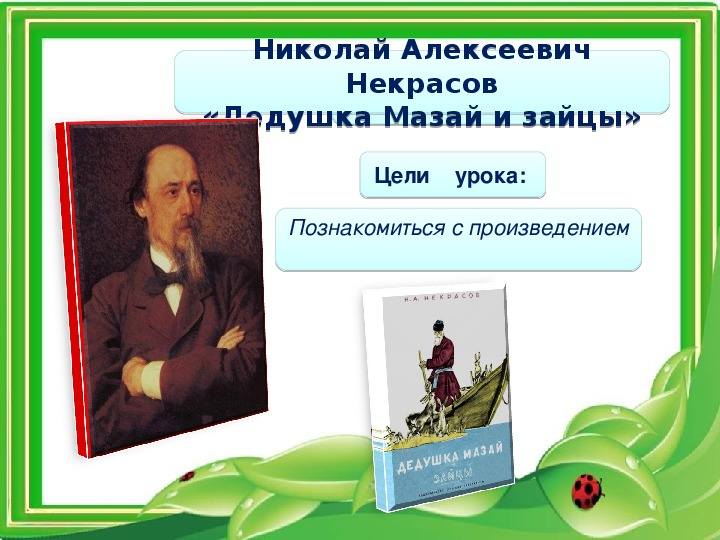 Николай Алексеевич
Некрасов
«Дедушка Мазай и зайцы»
Цели урока:
Познакомиться с произведением
Н. А. НЕКРАСОВ
ДЕДУШКА МАЗАЙ
ЗАЙЦЫ